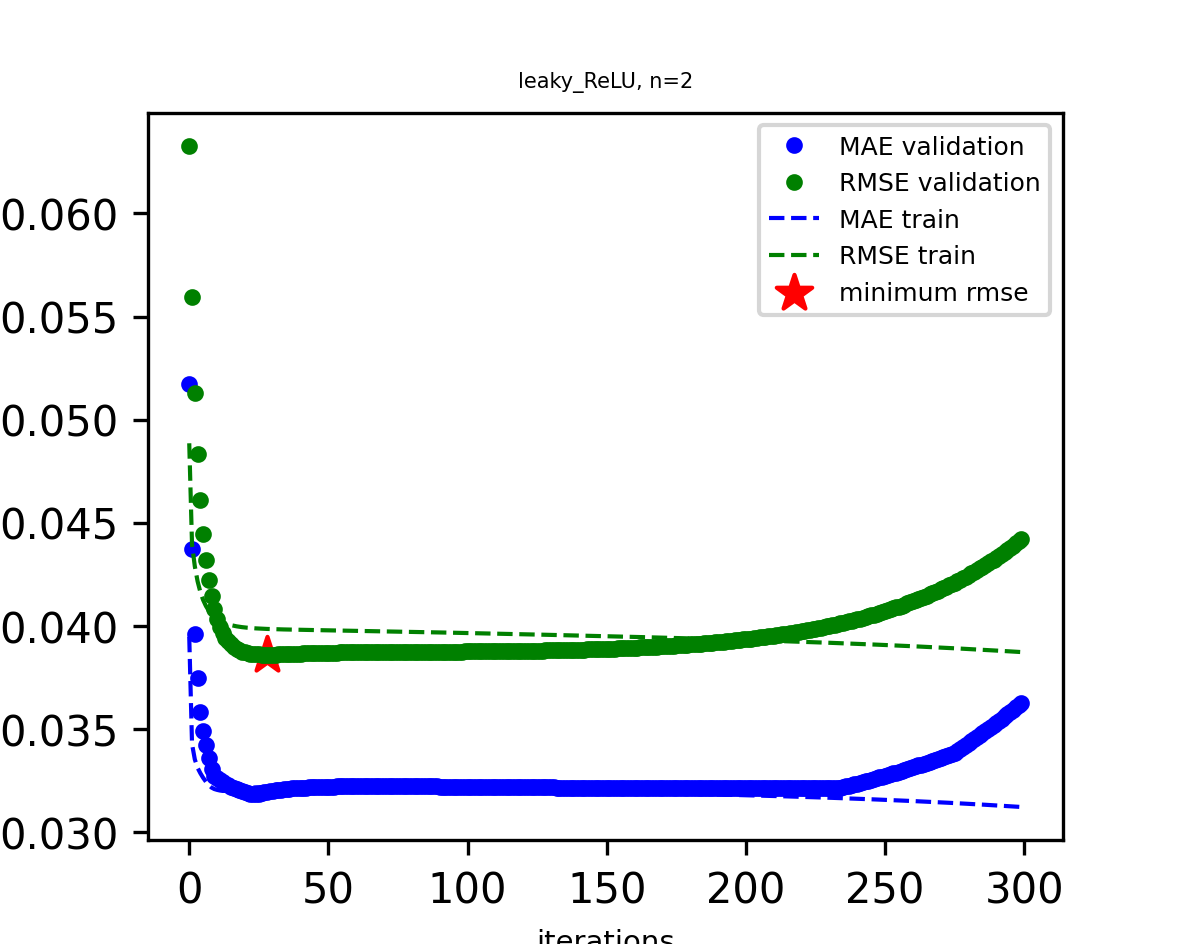 leaky_ReLU, n=2
MAE validation
RMSE validation
MAE train
RMSE train
minimum rmse
0.060
0.055
0.050
0.045
0.040
0.035
0.030
0 50 100 150 200 250 300
iterations